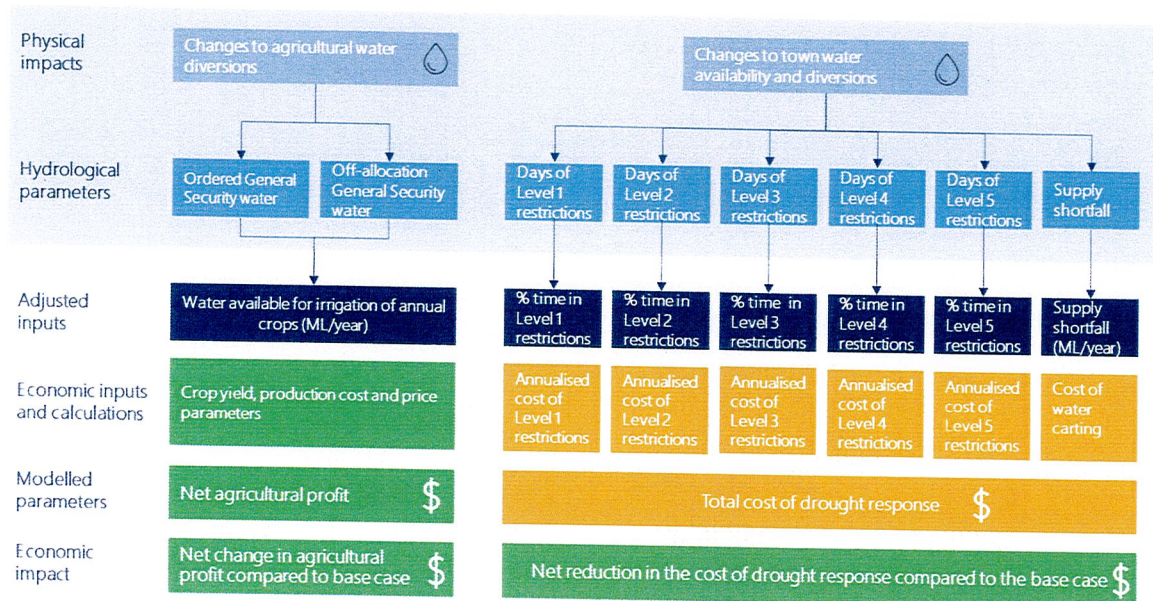 Physical
impacts
Changes to agricultural water
diversions
Changes to town water
availability and diversions
Hydrological
parameters
Ordered General
Security water
Off-allocation
General Security
water
Days of
Level 1
restrictions
Days of
Level 2
restrictions
Days of
Level 3
restrictions
Days of
Level 4
restrictions
Days of
Level 5
restrictions
Supply
shortfall
Adjusted
inputs
Water available for irrigation of annual
crops (ML/year)
% time in
Level 1
restrictions
% time in
Level 2
restrictions
% time in
Level 3
restrictions
% time in
Level 4
restrictions
% time in
Level 5
restrictions
Supply
shortfall
(ML/year)
Economic inputs
and calculations
Crop yield, production cost and price
parameters
Annualised
cost of
Level 1
restrictions
Annualised
cost of
Level 2
restrictions
Annualised
cost of
Level 3
restrictions
Annualised
cost of
Level 4
restrictions
Annualised
cost of
Level 5
restrictions
Cost of
water
carting
Modelled
parameters
Net agricultural profit $
Total cost of drought response $
Economic
impact
Net change in agricultural
profit compared to base case $
Net reduction in the cost of drought response compared to the base case $